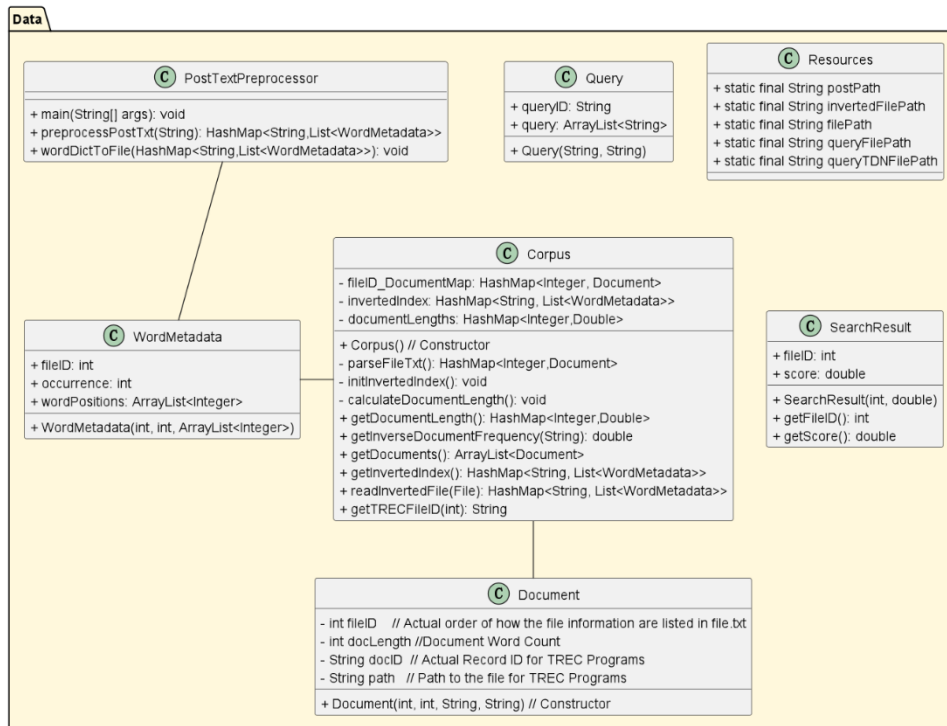 Data
C PostTextPreprocessor
+ main(String[] args): void
+ preprocessPostTxt(String): HashMap<String,List<WordMetadata>>
+ wordDictToFile(HashMap<String,List<WordMetadata>>): void
C Query
+ queryID: String
+ query: ArrayList<String>
+ Query(String, String)
C Resources
+ static final String postPath
+ static final String invertedFilePath
+ static final String filePath
+ static final String queryFilePath
+ static final String queryTDNFilePath
C Corpus
- fileID_DocumentMap: HashMap<Integer, Document>
- invertedIndex: HashMap<String, List<WordMetadata>>
- documentLengths: HashMap<Integer,Double>
+ Corpus() // Constructor
- parseFileTxt(): HashMap<Integer,Document>
- initInvertedIndex(): void
- calculateDocumentLength(): void
+ getDocumentLength(): HashMap<Integer,Double>
+ getInverseDocumentFrequency(String): double
+ getDocuments(): ArrayList<Document>
+ getInvertedIndex(): HashMap<String, List<WordMetadata>>
+ readInvertedFile(File): HashMap<String, List<WordMetadata>>
+ getTRECFileID(int): String
C WordMetadata
+ fileID: int
+ occurrence: int
+ wordPositions: ArrayList<Integer>
+ WordMetadata(int, int, ArrayList<Integer>)
C SearchResult
+ fileID: int
+ score: double
+ SearchResult(int, double)
+ getFileID(): int
+ getScore(): double
C Document
- int fileID // Actual order of how the file information are listed in file.txt
- int docLength //Document Word Count
- String docID // Actual Record ID for TREC Programs
- String path // Path to the file for TREC Programs
+ Document(int, int, String, String) // Constructor